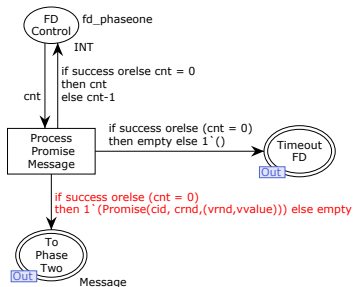 FD
Control
fd_phaseone
INT
if success orelse cnt = 0
then cnt
else cnt-1
cnt
Process
Promise
Message
if success orelse (cnt = 0)
then empty else 1`()
Timeout
FD
Out
if success orelse (cnt = 0)
then 1`(Promise(cid, crnd,(vrnd,vvalue))) else empty
To
Phase
Two
Out
Message